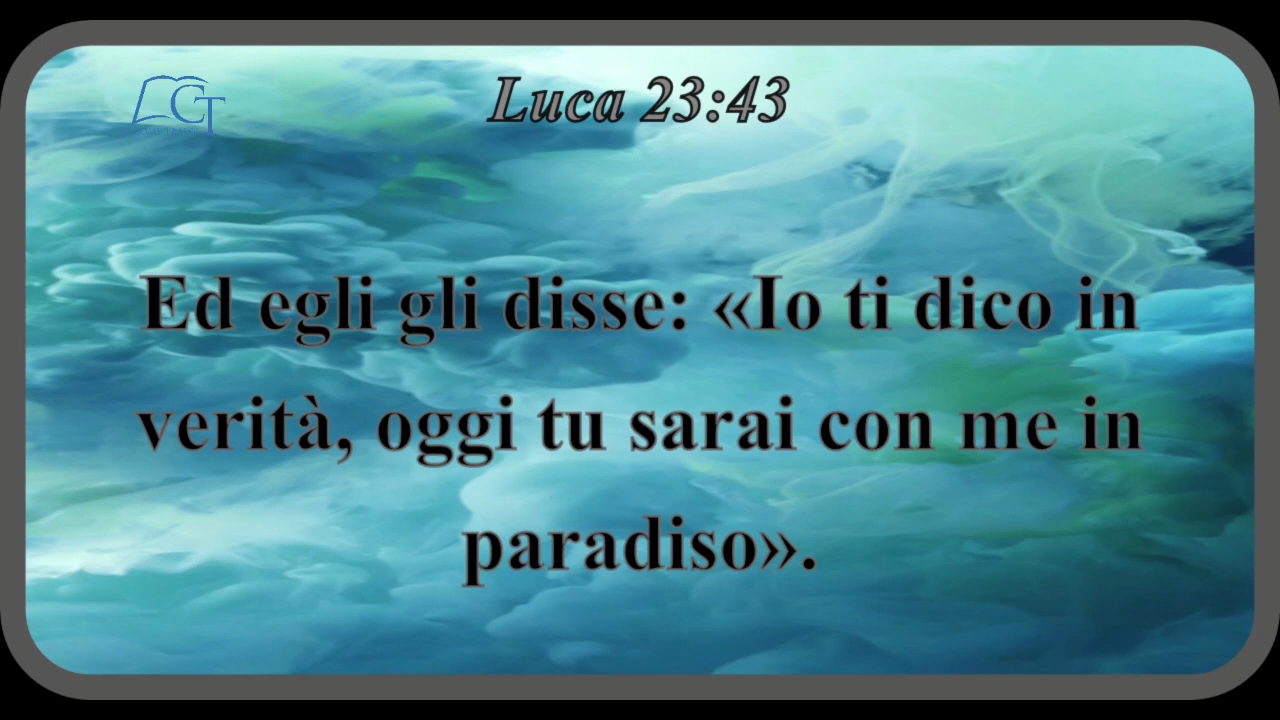 CT
Luca 23:43
Ed egli gli disse: «Io ti dico in
verità, oggi tu sarai con me in
paradiso».